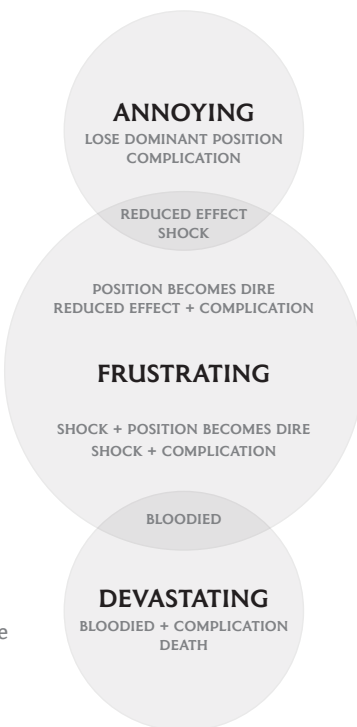 ANNOYING
LOSE DOMINANT POSITION
COMPLICATION
REDUCED EFFECT
SHOCK
POSITION BECOMES DIRE
REDUCED EFFECT + COMPLICATION
FRUSTRATING
SHOCK + POSITION BECOMES DIRE
SHOCK + COMPLICATION
BLOODIED
DEVASTATING
BLOODIED + COMPLICATION
DEATH